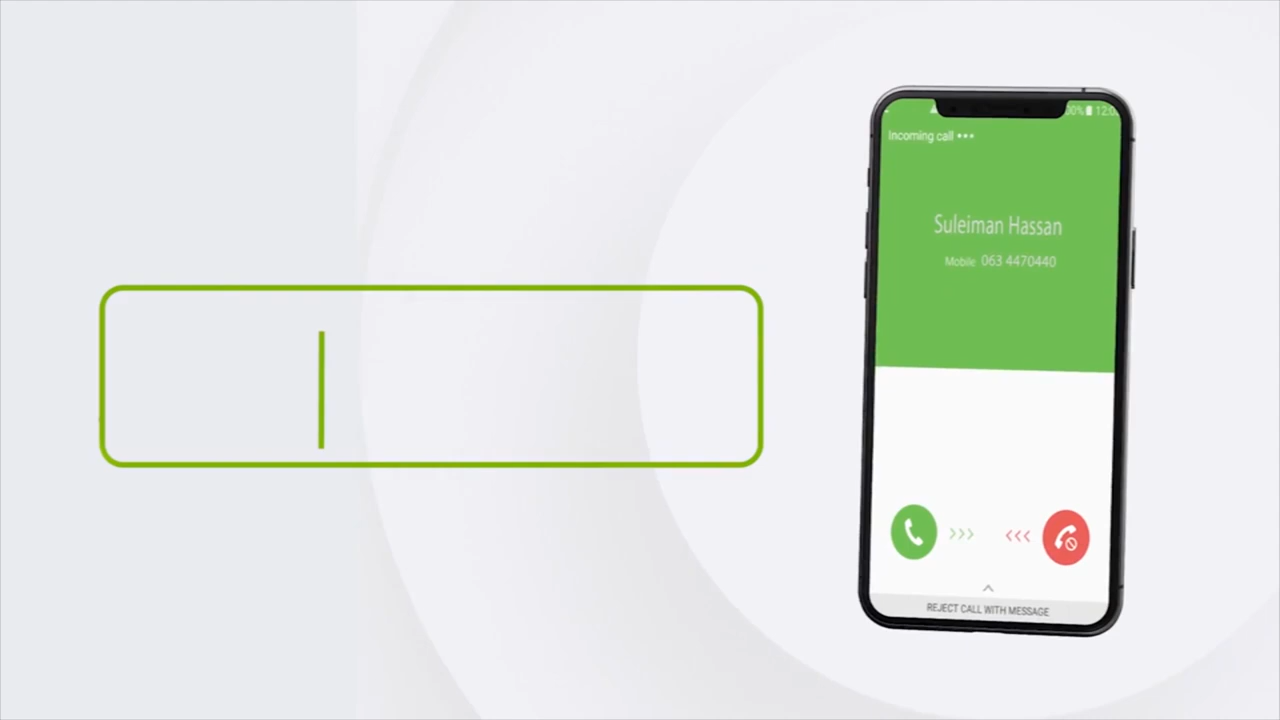 Incoming call •••
Suleiman Hassan
Mobile 063 4470440
REJECT CALL WITH MESSAGE